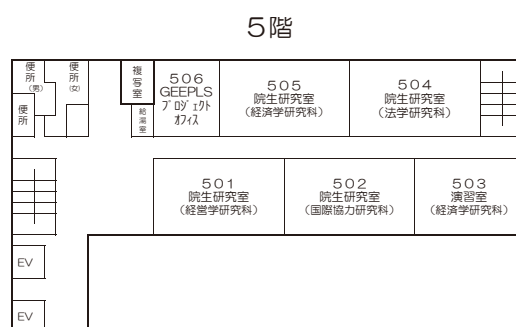 ５階
便所
（男）
便所
（女）
便所
複写室
給湯室
５０６
GEEPLS
プロジェクト
オフィス
５０５
院生研究室
（経済学研究科）
５０４
院生研究室
（法学研究科）
５０１
院生研究室
（経営学研究科）
５０２
院生研究室
（国際協力研究科）
５０３
演習室
（経済学研究科）
EV
EV